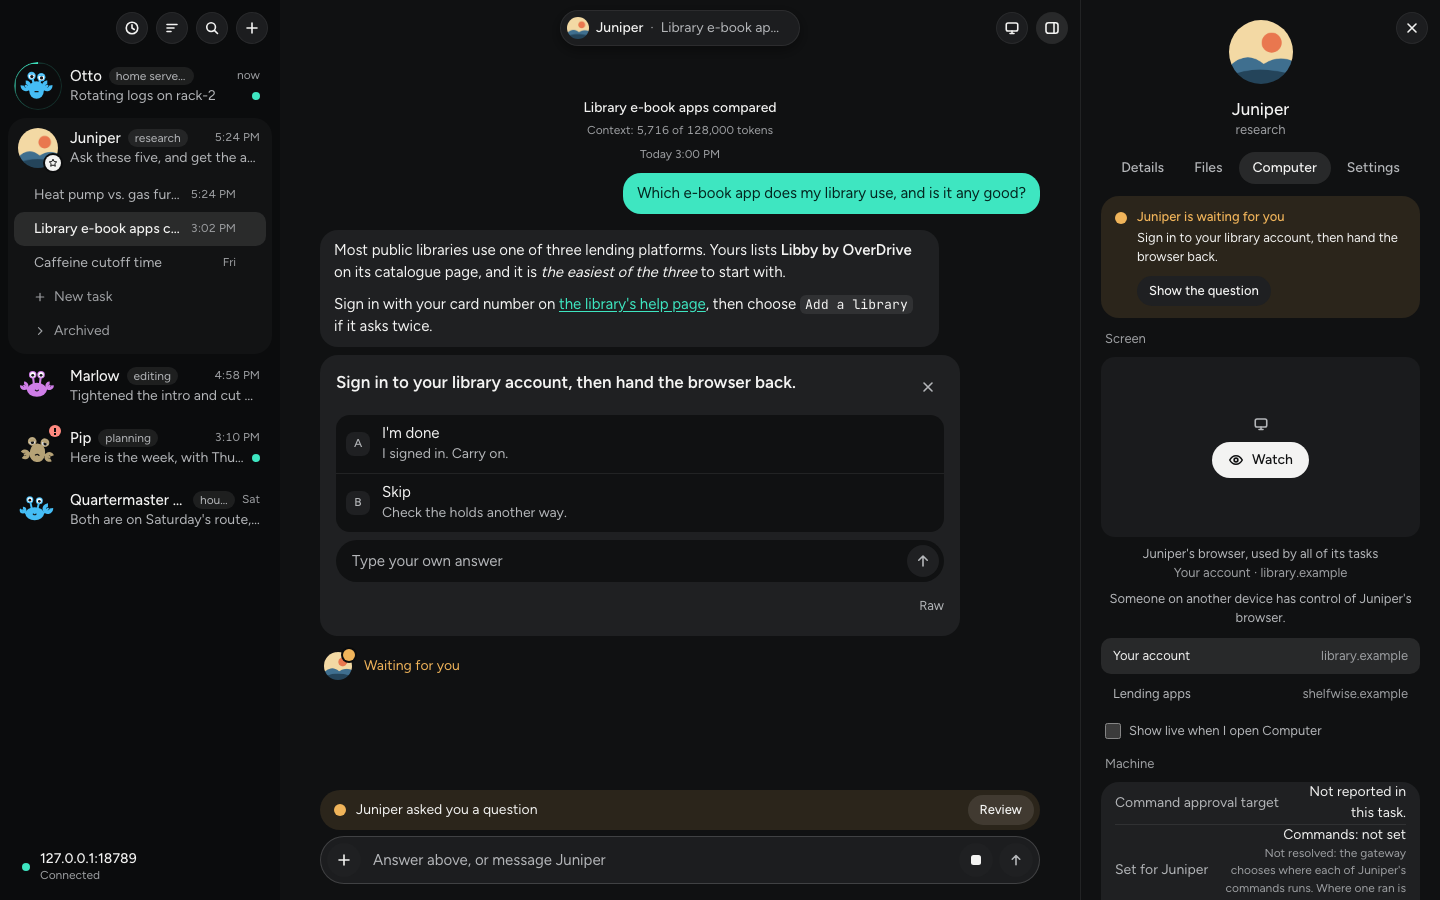 Otto home serve... now
Rotating logs on rack-2
Juniper research 5:24 PM
Ask these five, and get the a...
Heat pump vs. gas fur... 5:24 PM
Library e-book apps c... 3:02 PM
Caffeine cutoff time Fri
New task
Archived
Marlow editing 4:58 PM
Tightened the intro and cut ...
Pip planning 3:10 PM
Here is the week, with Thu...
Quartermaster ... hou... Sat
Both are on Saturday's route,...
127.0.0.1:18789
Connected
Juniper · Library e-book ap...
Library e-book apps compared
Context: 5,716 of 128,000 tokens
Today 3:00 PM
Which e-book app does my library use, and is it any good?
Most public libraries use one of three lending platforms. Yours lists Libby by OverDrive
on its catalogue page, and it is the easiest of the three to start with.
Sign in with your card number on the library's help page, then choose Add a library
if it asks twice.
Sign in to your library account, then hand the browser back.
A I'm done
I signed in. Carry on.
B Skip
Check the holds another way.
Type your own answer
Raw
Waiting for you
Juniper asked you a question Review
Answer above, or message Juniper
Juniper
research
Details Files Computer Settings
Juniper is waiting for you
Sign in to your library account, then hand the
browser back.
Show the question
Screen
Watch
Juniper's browser, used by all of its tasks
Your account · library.example
Someone on another device has control of Juniper's
browser.
Your account library.example
Lending apps shelfwise.example
Show live when I open Computer
Machine
Command approval target Not reported in
this task.
Set for Juniper Commands: not set
Not resolved: the gateway
chooses where each of Juniper's
commands runs. Where one ran is